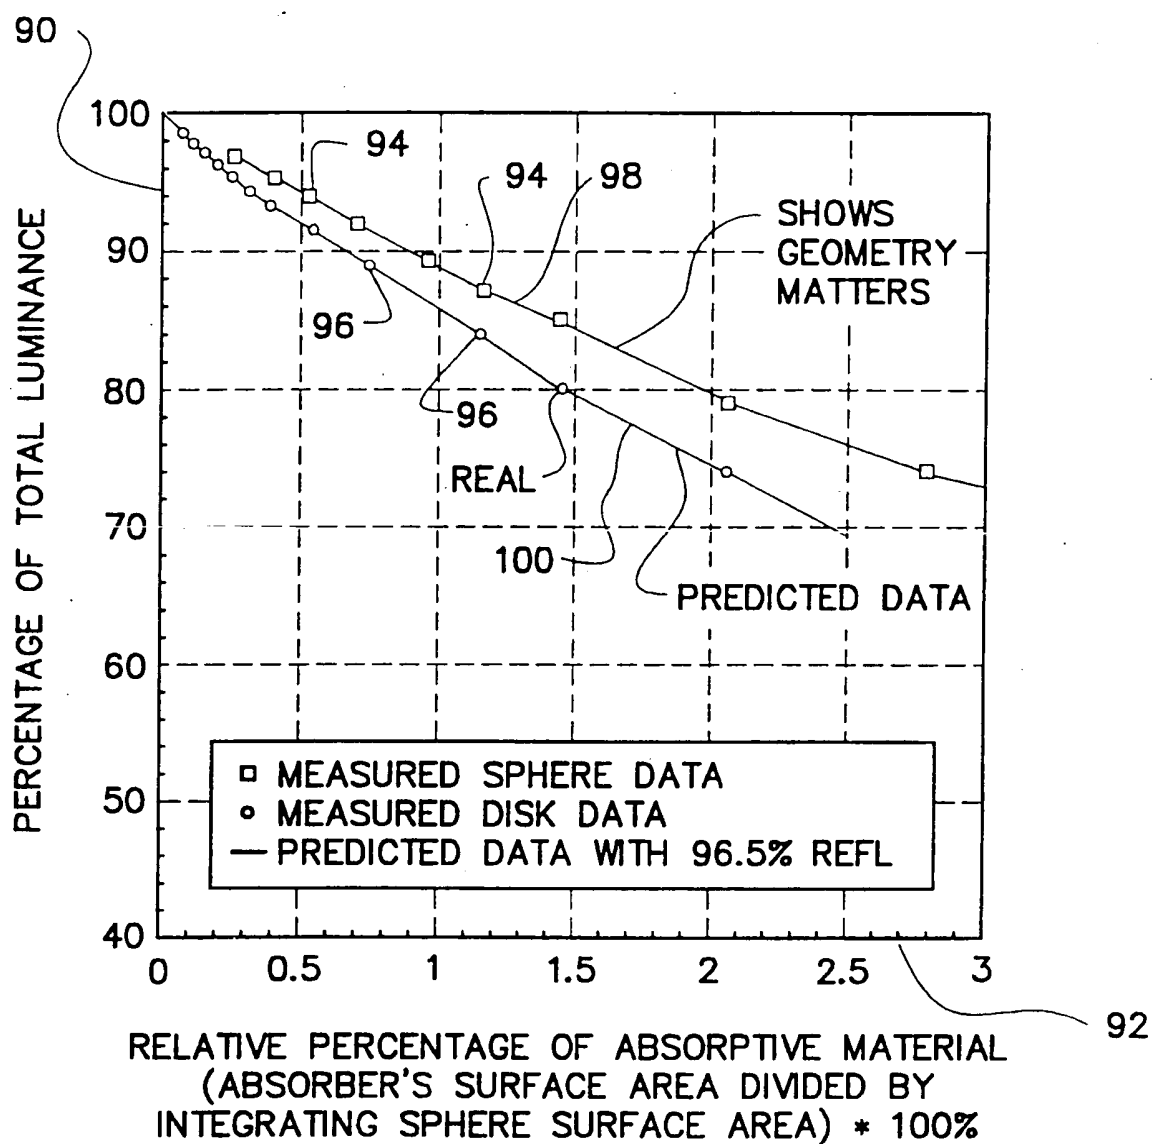 90
100
90
80
70
60
50
40
PERCENTAGE OF TOTAL LUMINANCE
94
94
98
SHOWS
GEOMETRY
MATTERS
96
96
REAL
100
PREDICTED DATA
□ MEASURED SPHERE DATA
○ MEASURED DISK DATA
— PREDICTED DATA WITH 96.5% REFL
0 0.5 1 1.5 2 2.5 3
92
RELATIVE PERCENTAGE OF ABSORPTIVE MATERIAL
(ABSORBER'S SURFACE AREA DIVIDED BY
INTEGRATING SPHERE SURFACE AREA) * 100%